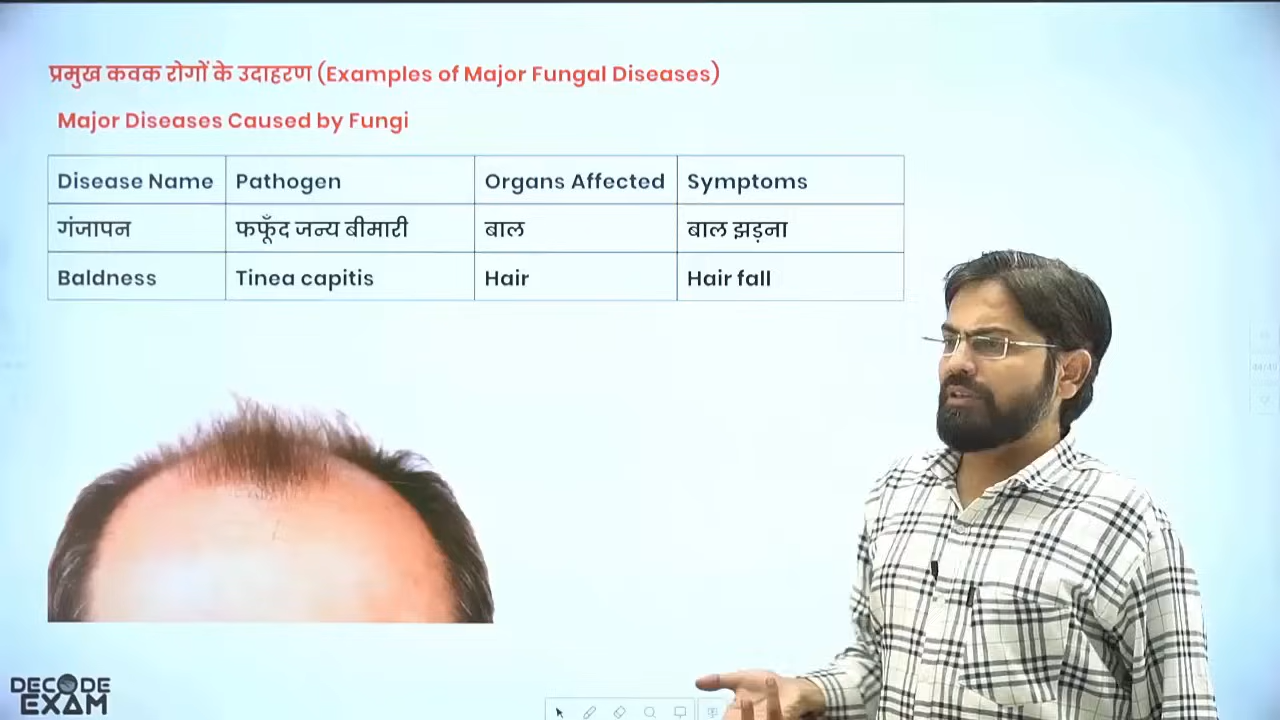 प्रमुख कवक रोगों के उदाहरण (Examples of Major Fungal Diseases)
Major Diseases Caused by Fungi
Disease Name Pathogen Organs Affected Symptoms
गंजापन फफूँद जन्य बीमारी बाल बाल झड़ना
Baldness Tinea capitis Hair Hair fall
DECODE
EXAM